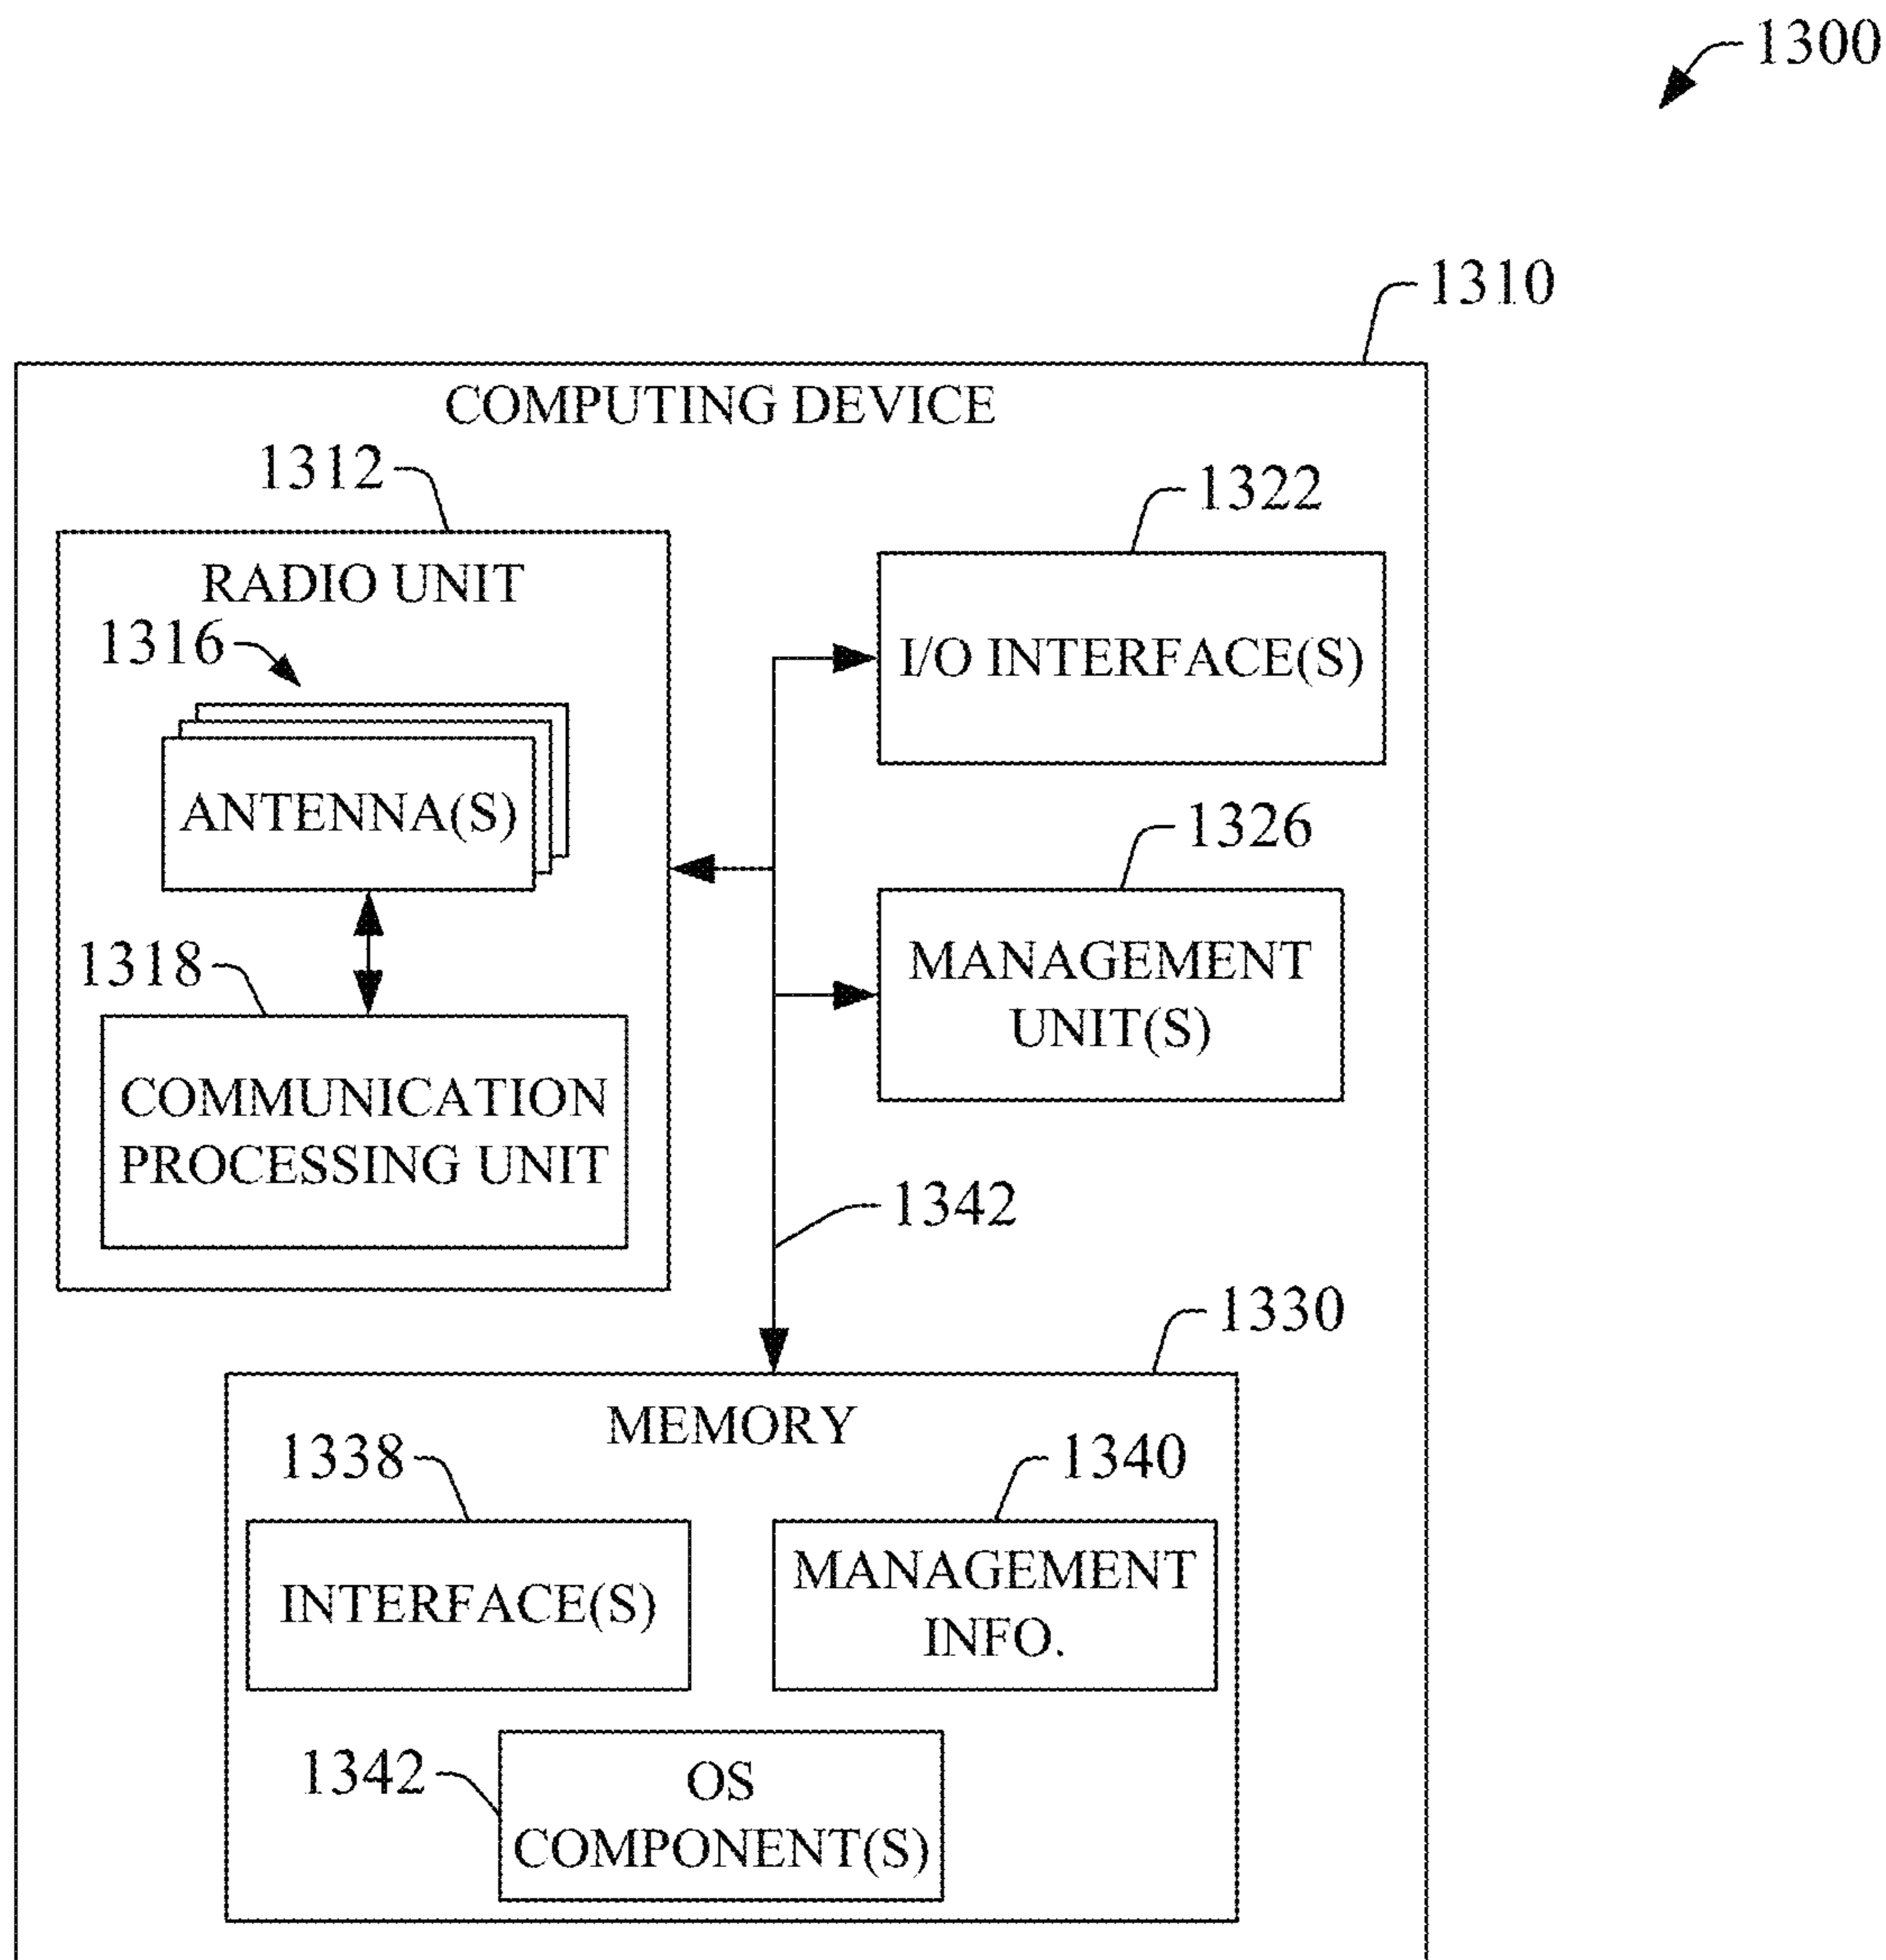 1300
1310
COMPUTING DEVICE
1312
1322
RADIO UNIT
1316
I/O INTERFACE(S)
ANTENNA(S)
1326
1318
MANAGEMENT
UNIT(S)
COMMUNICATION
PROCESSING UNIT
1342
1330
MEMORY
1338
1340
INTERFACE(S)
MANAGEMENT
INFO.
1342
OS
COMPONENT(S)